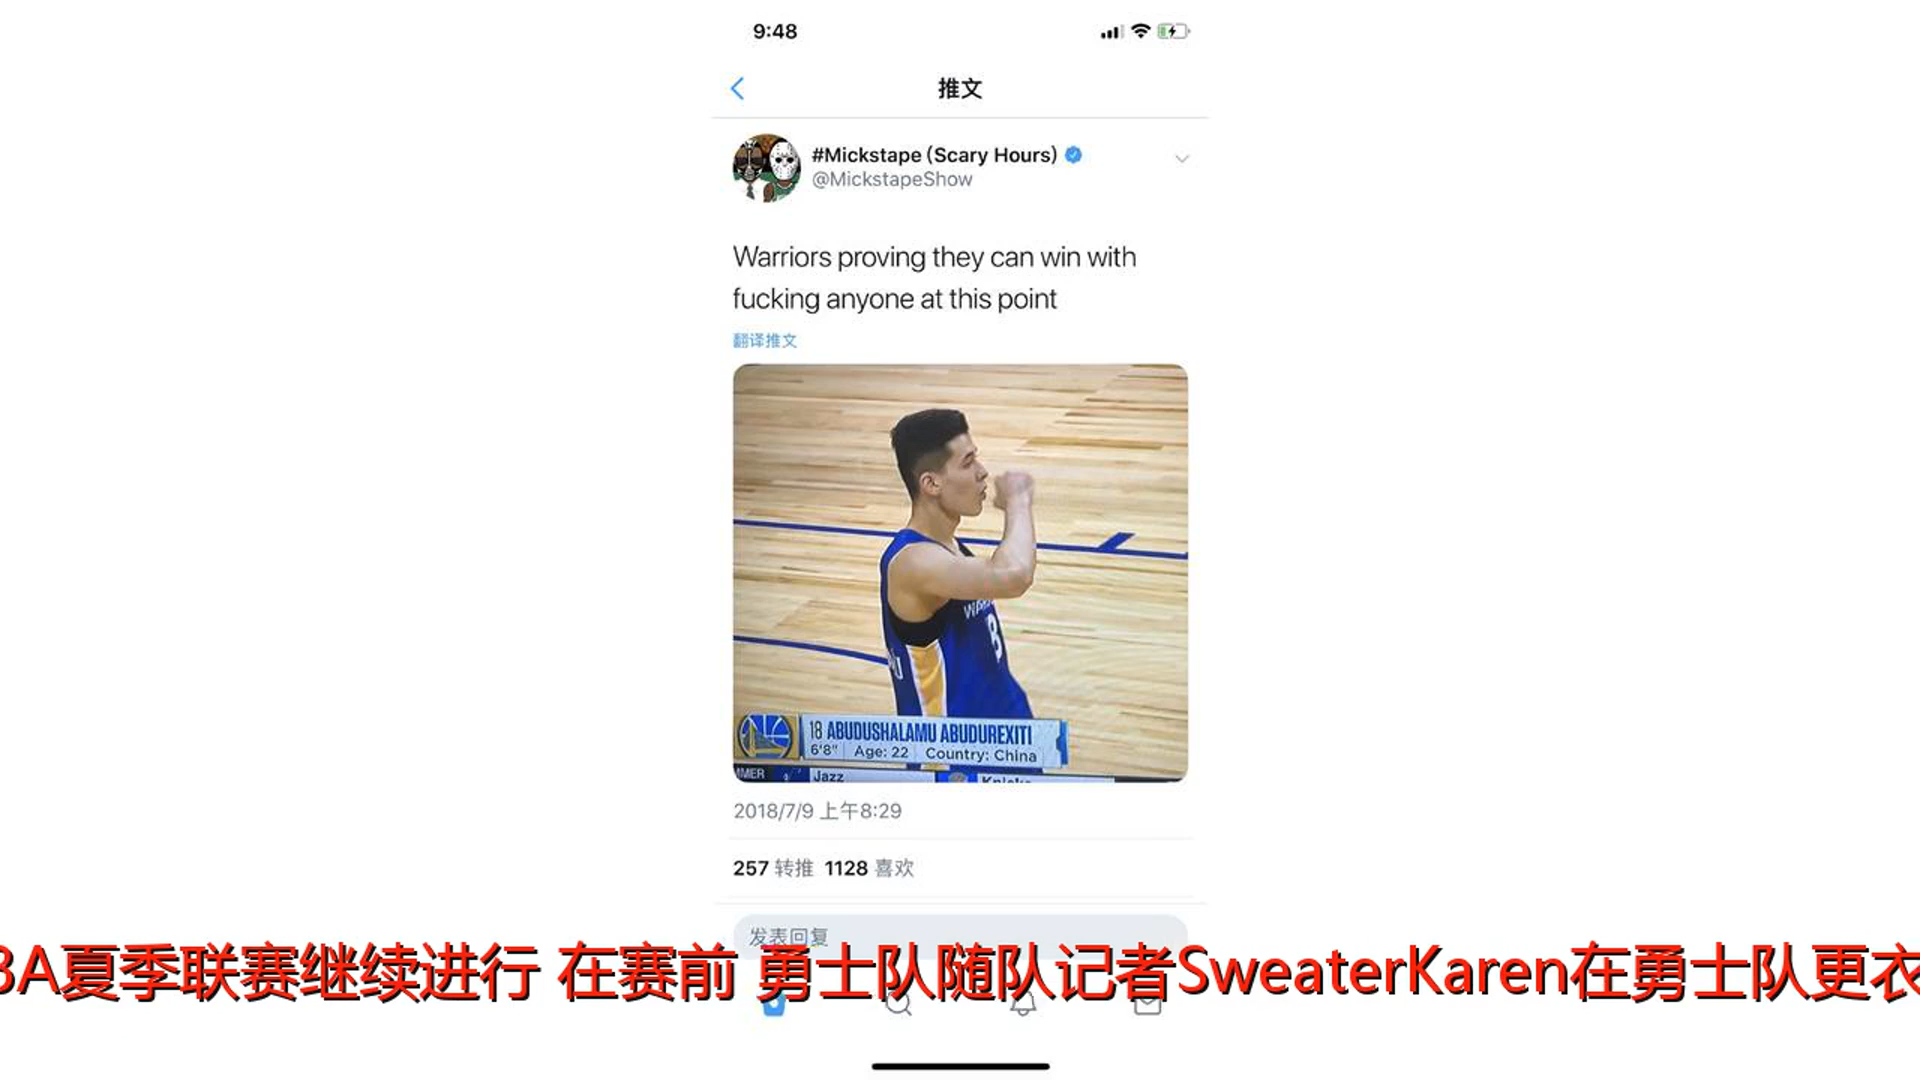 9:48
推文
#Mickstape (Scary Hours)
@MickstapeShow
Warriors proving they can win with
fucking anyone at this point
翻译推文
WAR
18 ABUDUSHALAMU ABUDUREXITI
6'8" Age: 22 Country: China
Jazz
2018/7/9 上午8:29
257 转推 1128 喜欢
发表回复
BA夏季联赛继续进行 在赛前 勇士队随队记者SweaterKaren在勇士队更衣